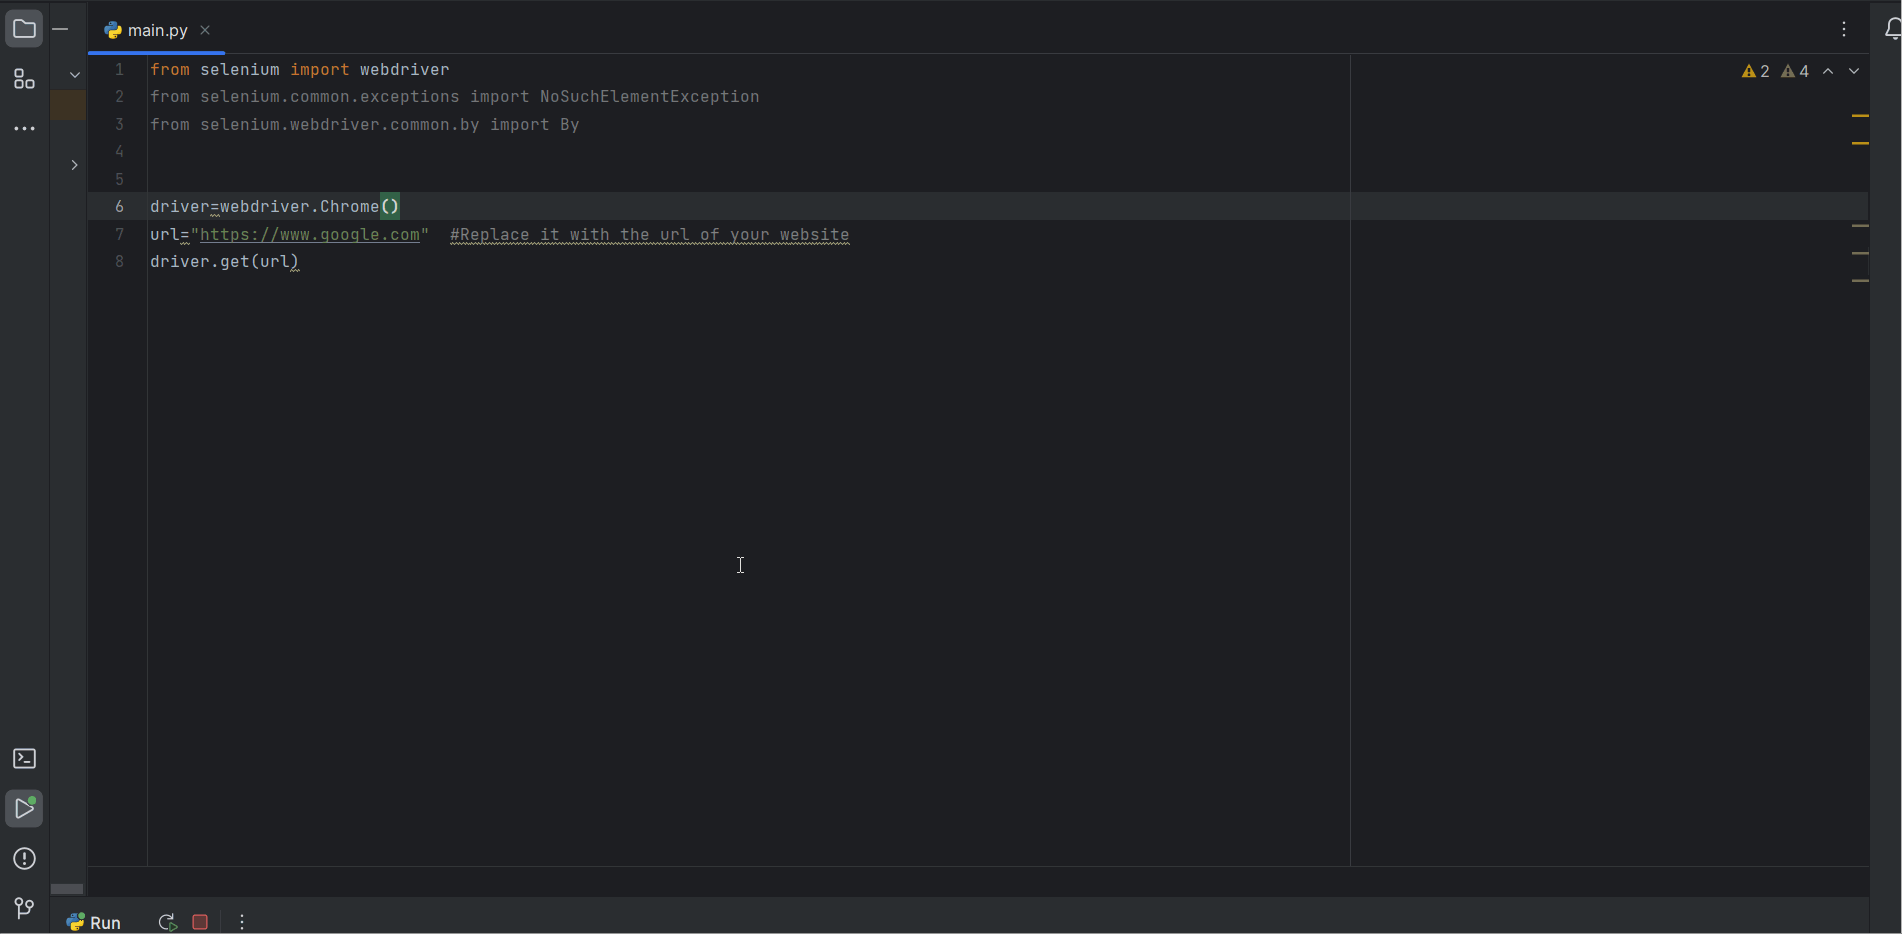 main.py
2 4
1 from selenium import webdriver
2 from selenium.common.exceptions import NoSuchElementException
3 from selenium.webdriver.common.by import By
4
5
6 driver=webdriver.Chrome()
7 url="https://www.google.com" #Replace it with the url of your website
8 driver.get(url)
Run